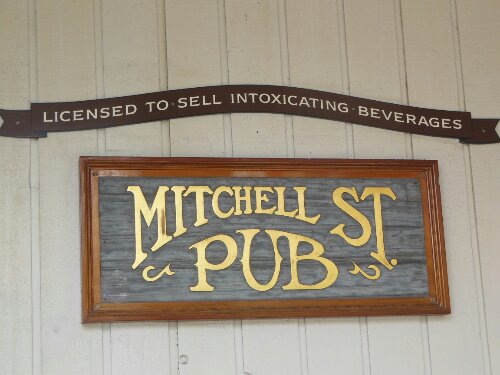 LICENSED TO · SELL INTOXICATING · BEVERAGES
MITCHELL ST.
PUB